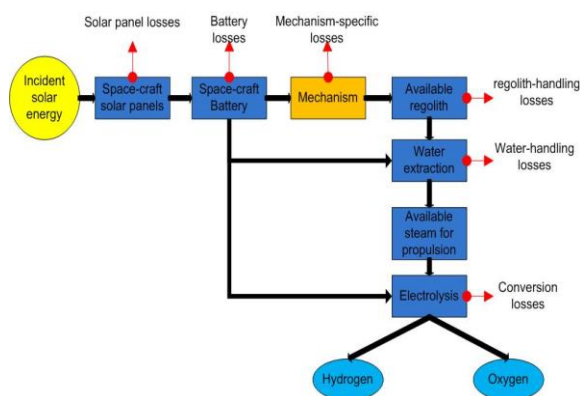 Solar panel losses
Battery
losses
Mechanism-specific
losses
Incident
solar
energy
Space-craft
solar panels
Space-craft
Battery
Mechanism
Available
regolith
regolith-handling
losses
Water
extraction
Water-handling
losses
Available
steam for
propulsion
Electrolysis
Conversion
losses
Hydrogen
Oxygen